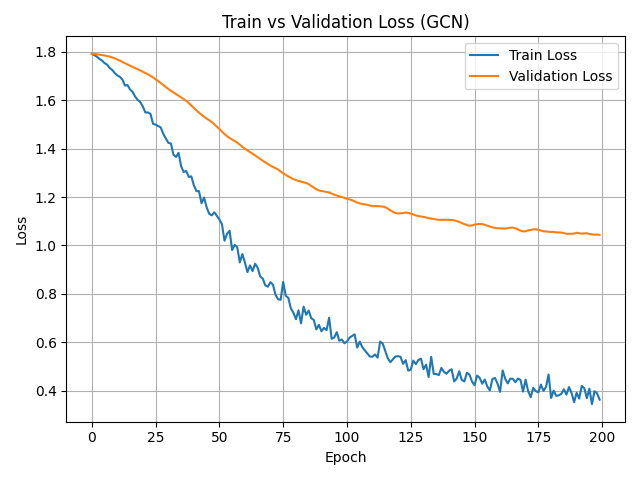 Train vs Validation Loss (GCN)
Train Loss
Validation Loss
1.8
1.6
1.4
1.2
1.0
0.8
0.6
0.4
Loss
0 25 50 75 100 125 150 175 200
Epoch